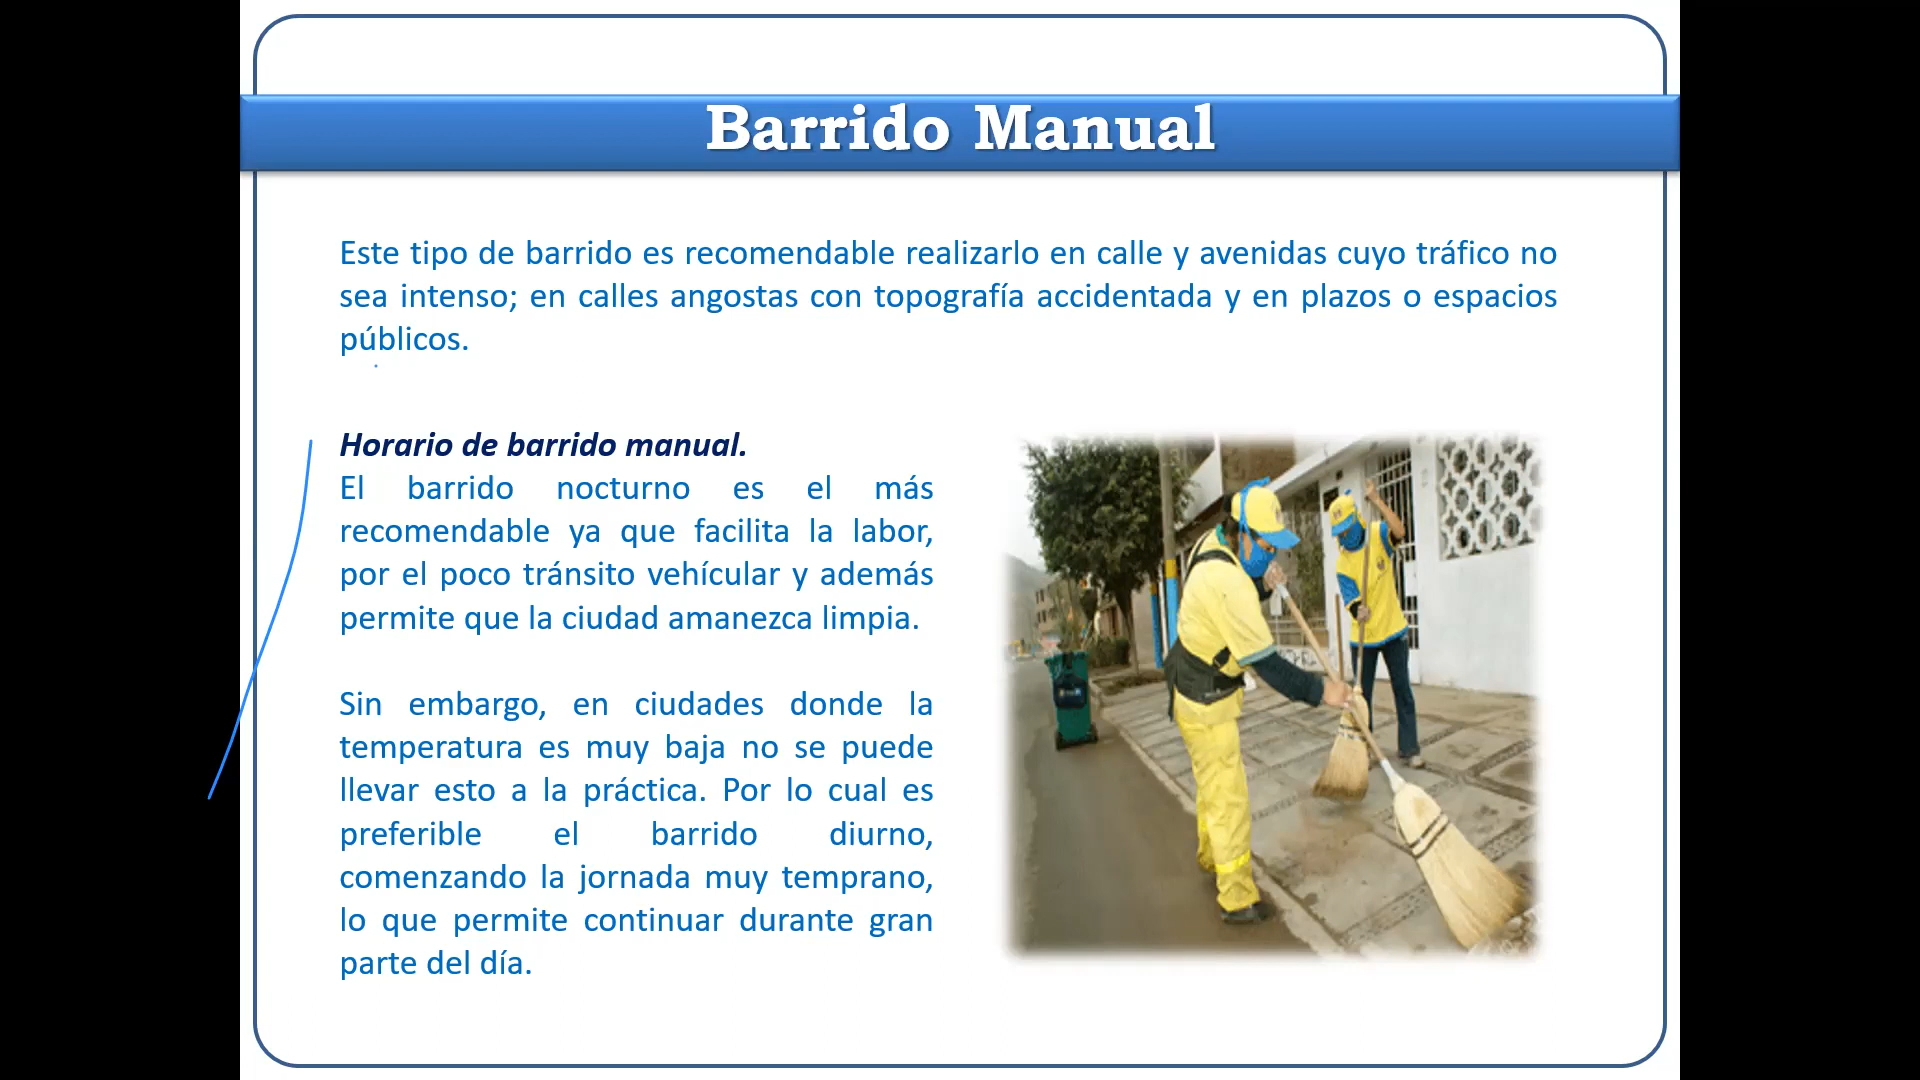 Barrido Manual
Este tipo de barrido es recomendable realizarlo en calle y avenidas cuyo tráfico no
sea intenso; en calles angostas con topografía accidentada y en plazos o espacios
públicos.
Horario de barrido manual.
El barrido nocturno es el más
recomendable ya que facilita la labor,
por el poco tránsito vehícular y además
permite que la ciudad amanezca limpia.
Sin embargo, en ciudades donde la
temperatura es muy baja no se puede
llevar esto a la práctica. Por lo cual es
preferible el barrido diurno,
comenzando la jornada muy temprano,
lo que permite continuar durante gran
parte del día.